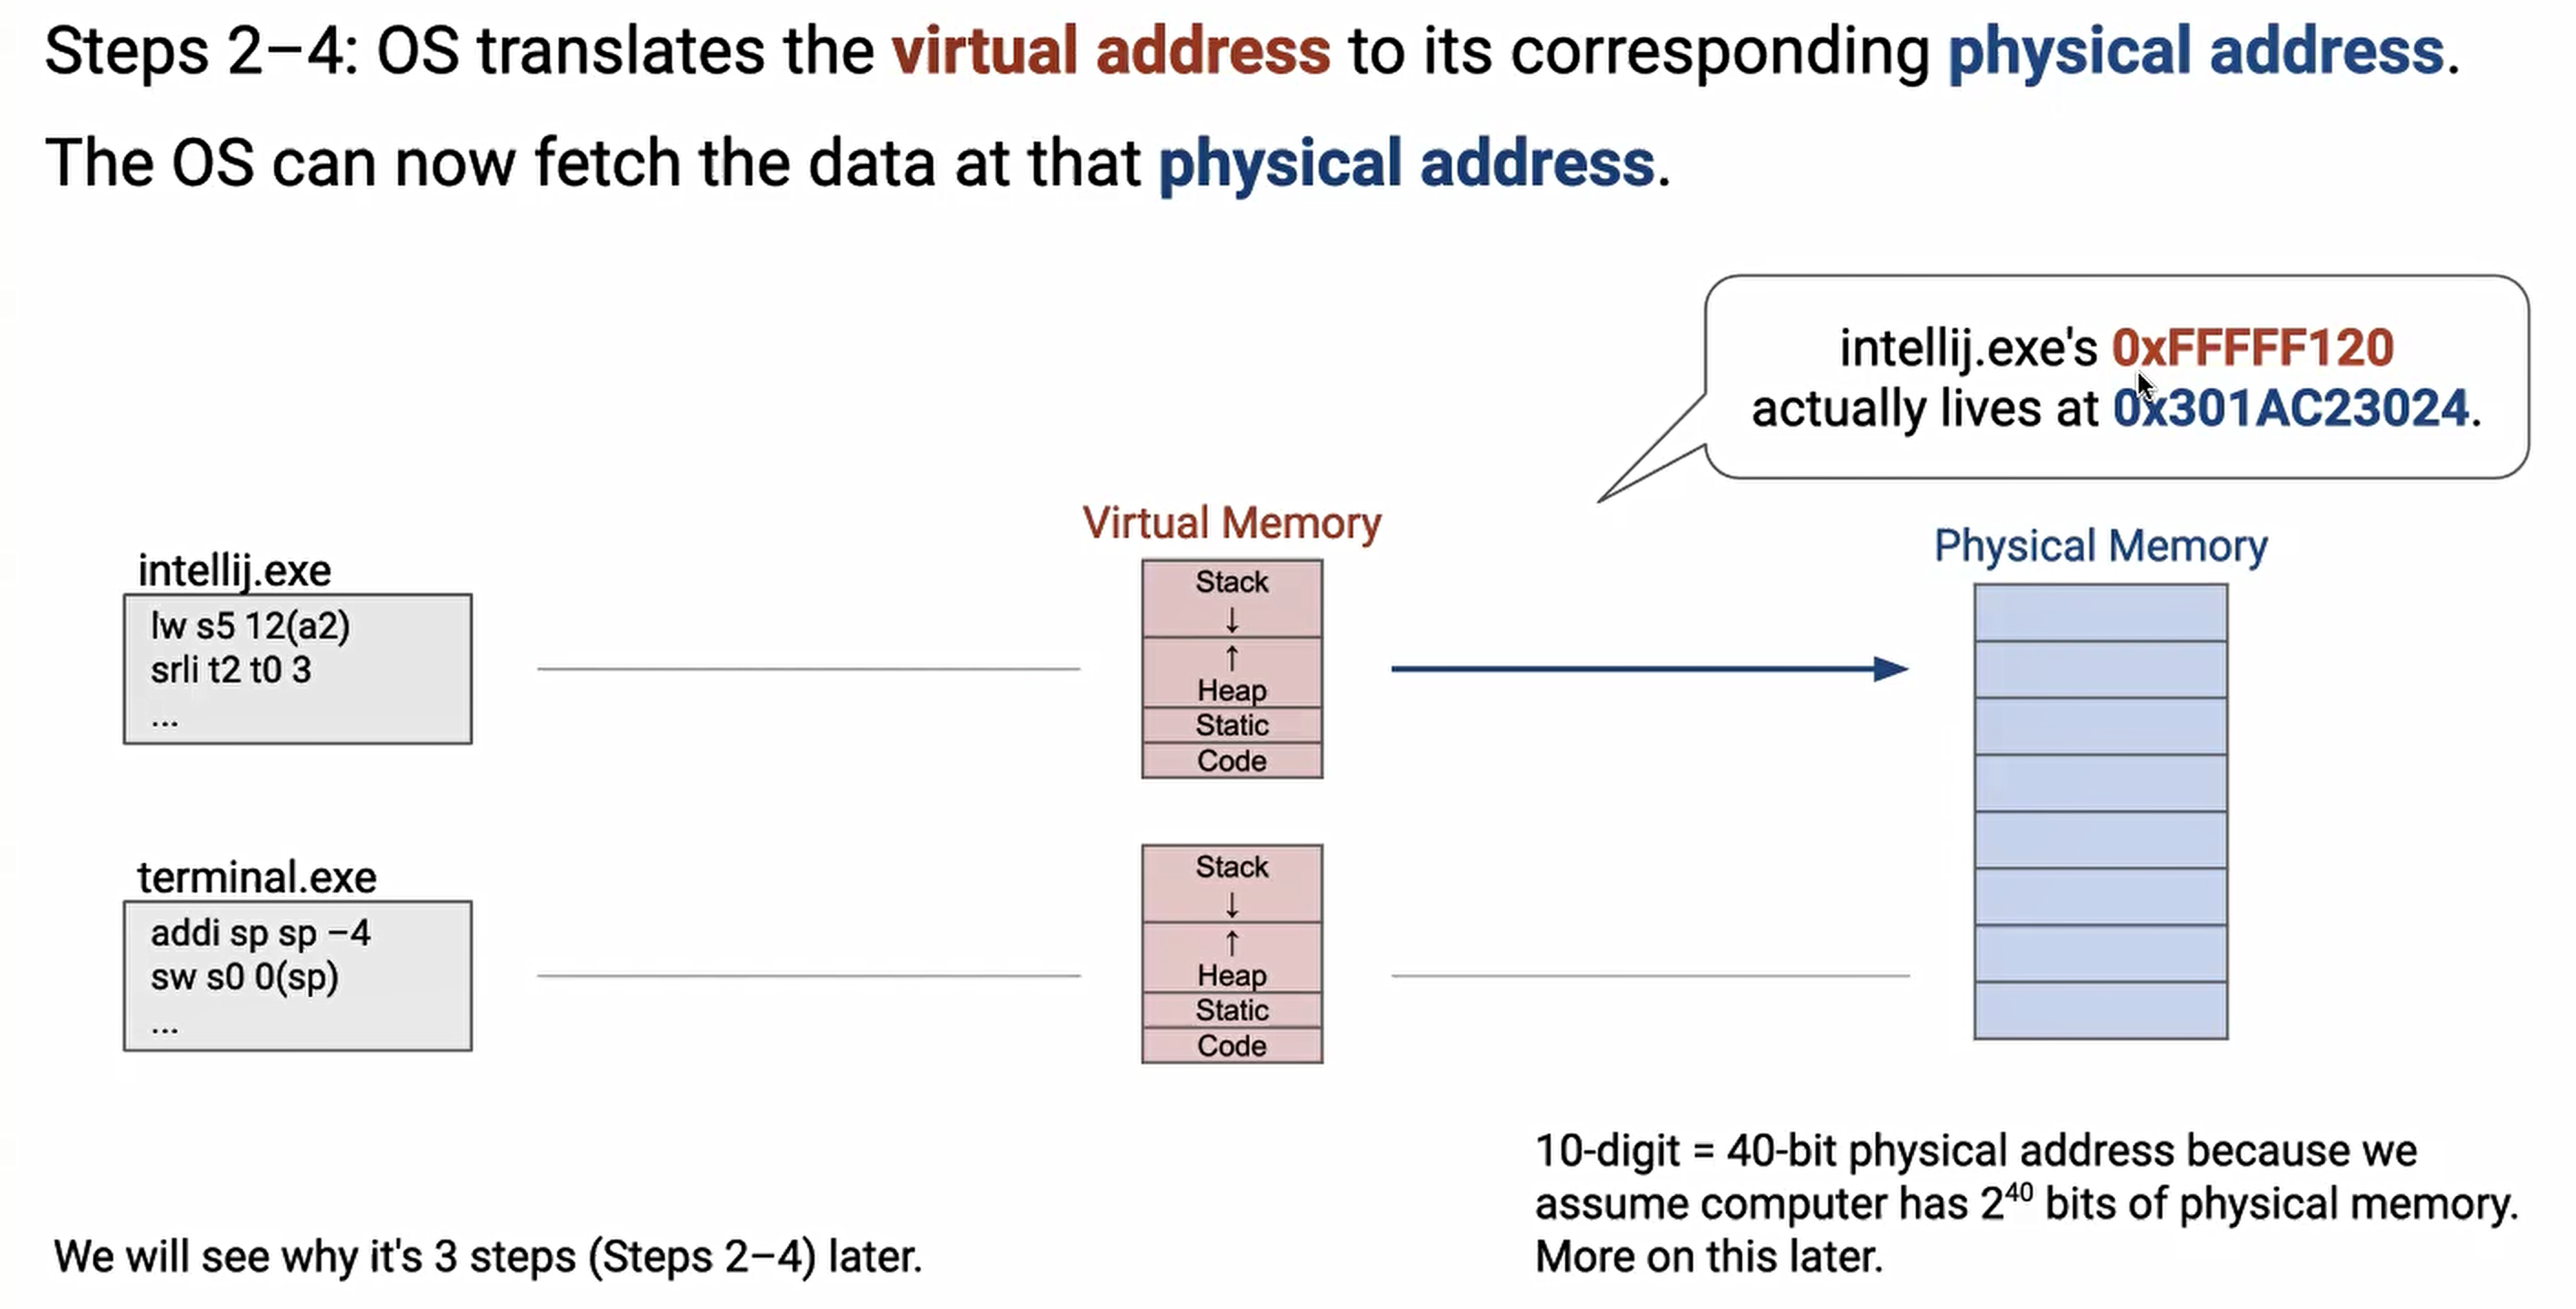 Steps 2–4: OS translates the virtual address to its corresponding physical address.
The OS can now fetch the data at that physical address.
intellij.exe's 0xFFFFF120
actually lives at 0x301AC23024.
Virtual Memory
Physical Memory
intellij.exe
lw s5 12(a2)
srli t2 t0 3
...
Stack
↓
↑
Heap
Static
Code
terminal.exe
addi sp sp –4
sw s0 0(sp)
...
Stack
↓
↑
Heap
Static
Code
10-digit = 40-bit physical address because we
assume computer has 2⁴⁰ bits of physical memory.
More on this later.
We will see why it's 3 steps (Steps 2–4) later.